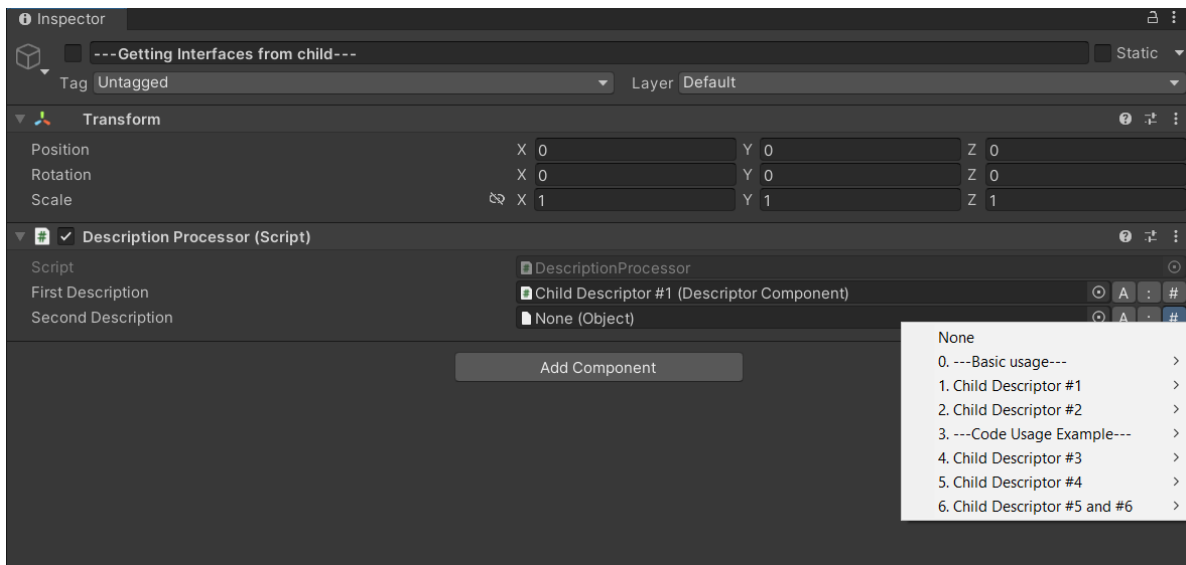 Inspector
---Getting Interfaces from child--- Static
Tag Untagged Layer Default
Transform
Position X 0 Y 0 Z 0
Rotation X 0 Y 0 Z 0
Scale X 1 Y 1 Z 1
# Description Processor (Script)
Script # DescriptionProcessor
First Description # Child Descriptor #1 (Descriptor Component) A : #
Second Description None (Object) A : #
None
0. ---Basic usage---
Add Component
1. Child Descriptor #1
2. Child Descriptor #2
3. ---Code Usage Example---
4. Child Descriptor #3
5. Child Descriptor #4
6. Child Descriptor #5 and #6